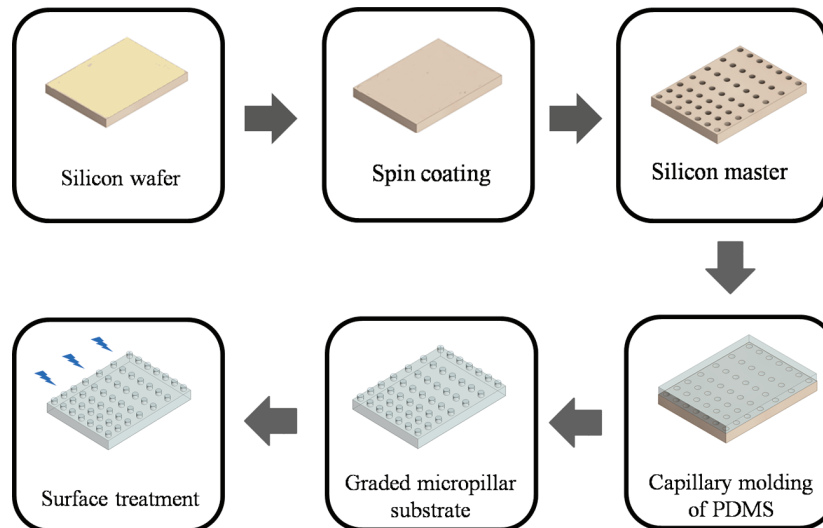 Silicon wafer
Spin coating
Silicon master
Capillary molding
of PDMS
Graded micropillar
substrate
Surface treatment